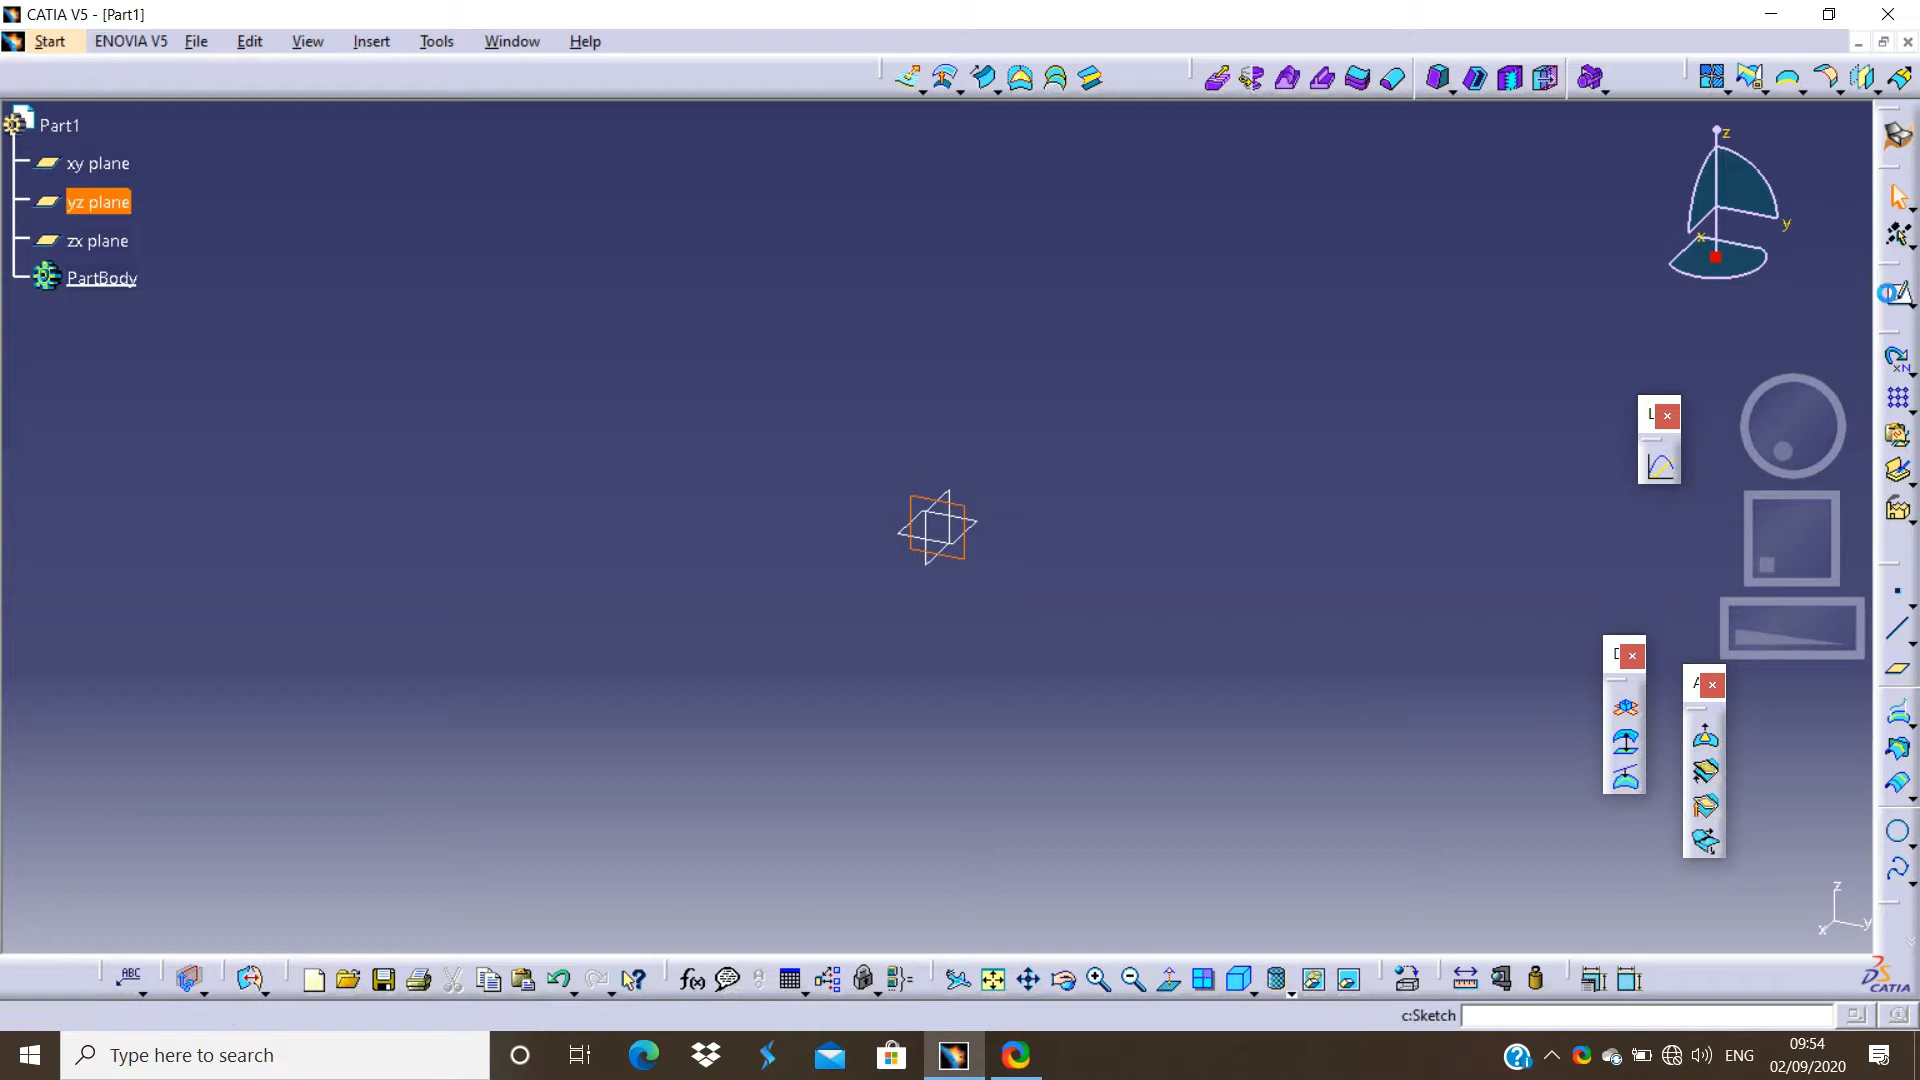 CATIA V5 - [Part1]
Start ENOVIA V5 File Edit View Insert Tools Window Help
Part1
xy plane
yz plane
zx plane
PartBody
z
y
x
L
D
A
z
y
x
ABC
f(x)
CATIA
c:Sketch
Type here to search
ENG
09:54
02/09/2020